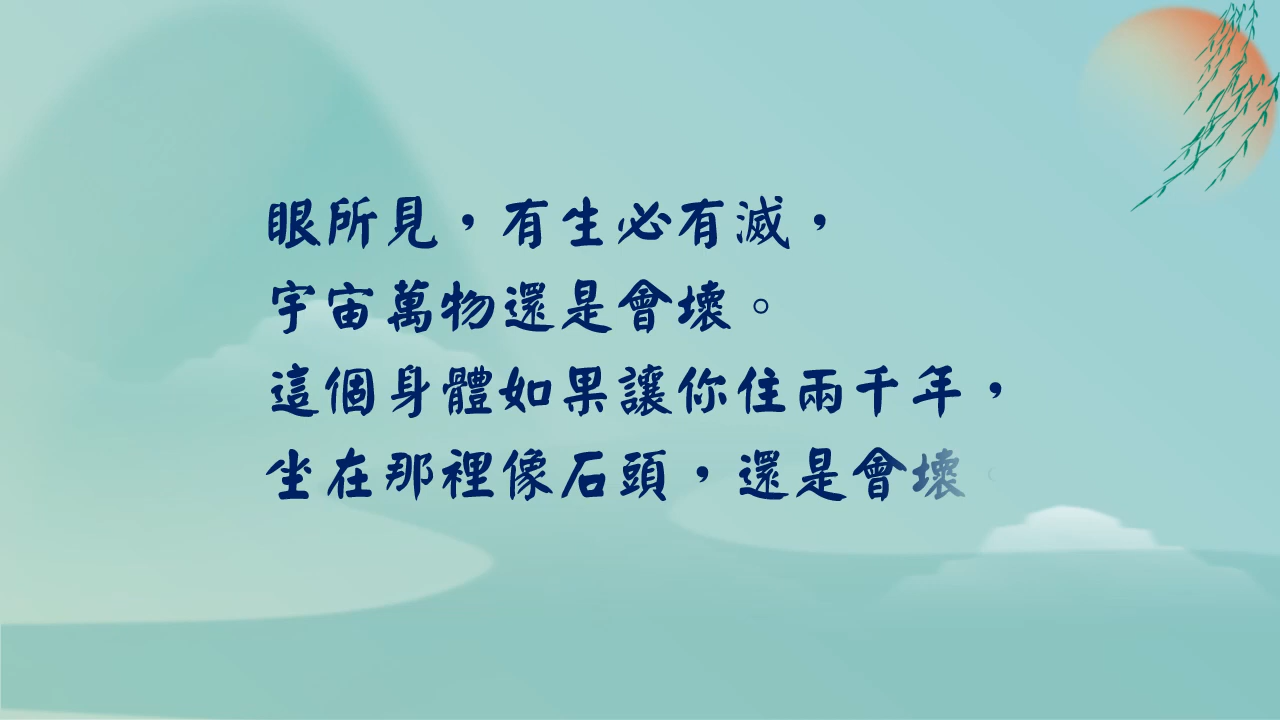 眼所見，有生必有滅，
宇宙萬物還是會壞。
這個身體如果讓你住兩千年，
坐在那裡像石頭，還是會壞。